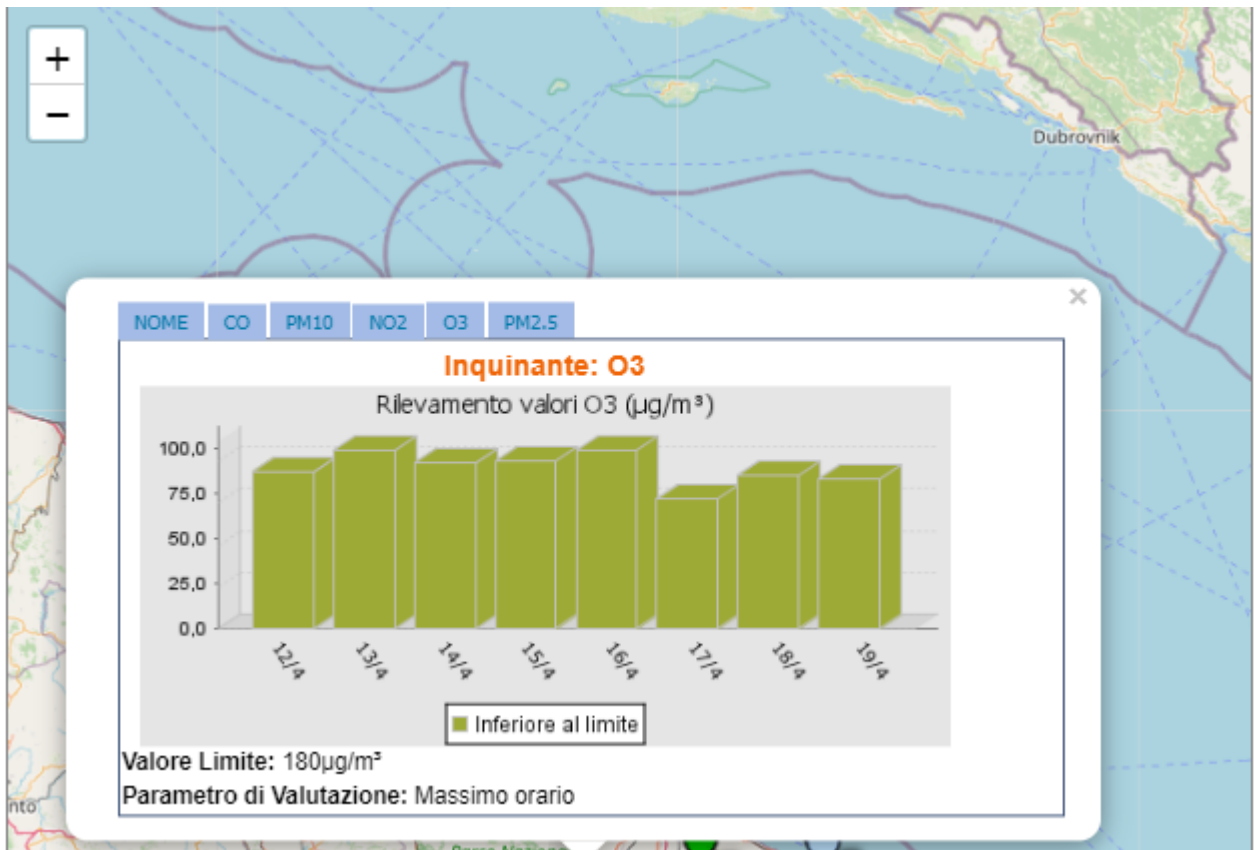 +
−
Dubrovnik
×
NOME CO PM10 NO2 O3 PM2.5
Inquinante: O3
Rilevamento valori O3 (µg/m³)
100,0
75,0
50,0
25,0
0,0
12/4 13/4 14/4 15/4 16/4 17/4 18/4 19/4
Inferiore al limite
Valore Limite: 180µg/m³
Parametro di Valutazione: Massimo orario
nto